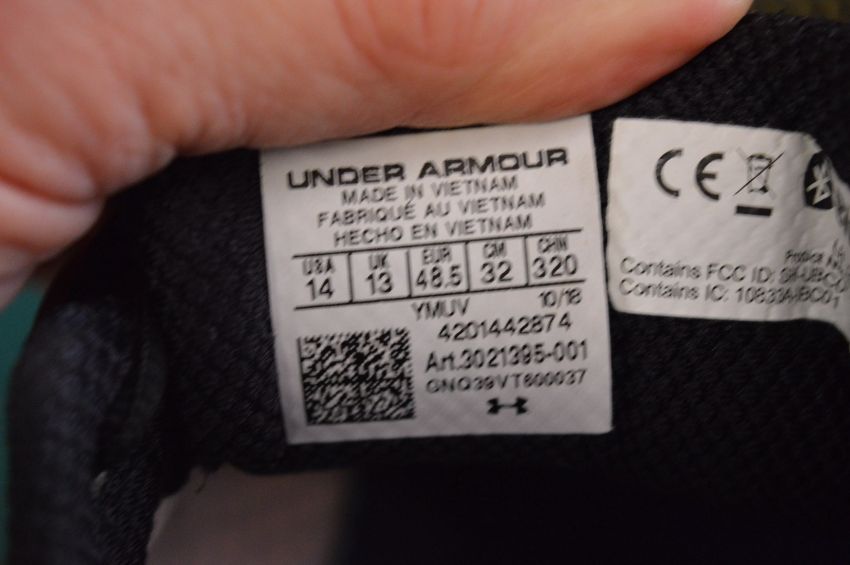 UNDER ARMOUR
MADE IN VIETNAM
FABRIQUÉ AU VIETNAM
HECHO EN VIETNAM
USA UK EUR CM CHN
14 13 48.5 32 320
YMUV 10/18
4201442874
Art.3021395-001
GNQ39VT600037
CE
Contains FCC ID:
Contains IC: